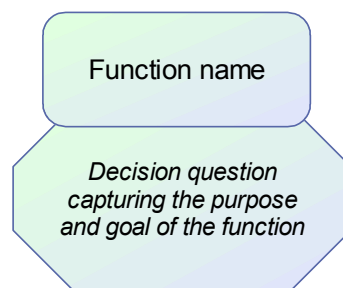 Function name
Decision question
capturing the purpose
and goal of the function